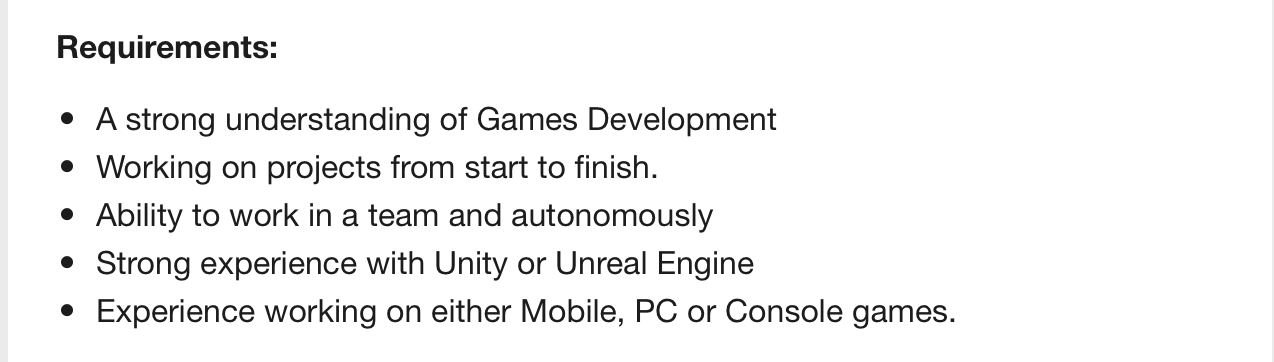 Requirements:
• A strong understanding of Games Development
• Working on projects from start to finish.
• Ability to work in a team and autonomously
• Strong experience with Unity or Unreal Engine
• Experience working on either Mobile, PC or Console games.